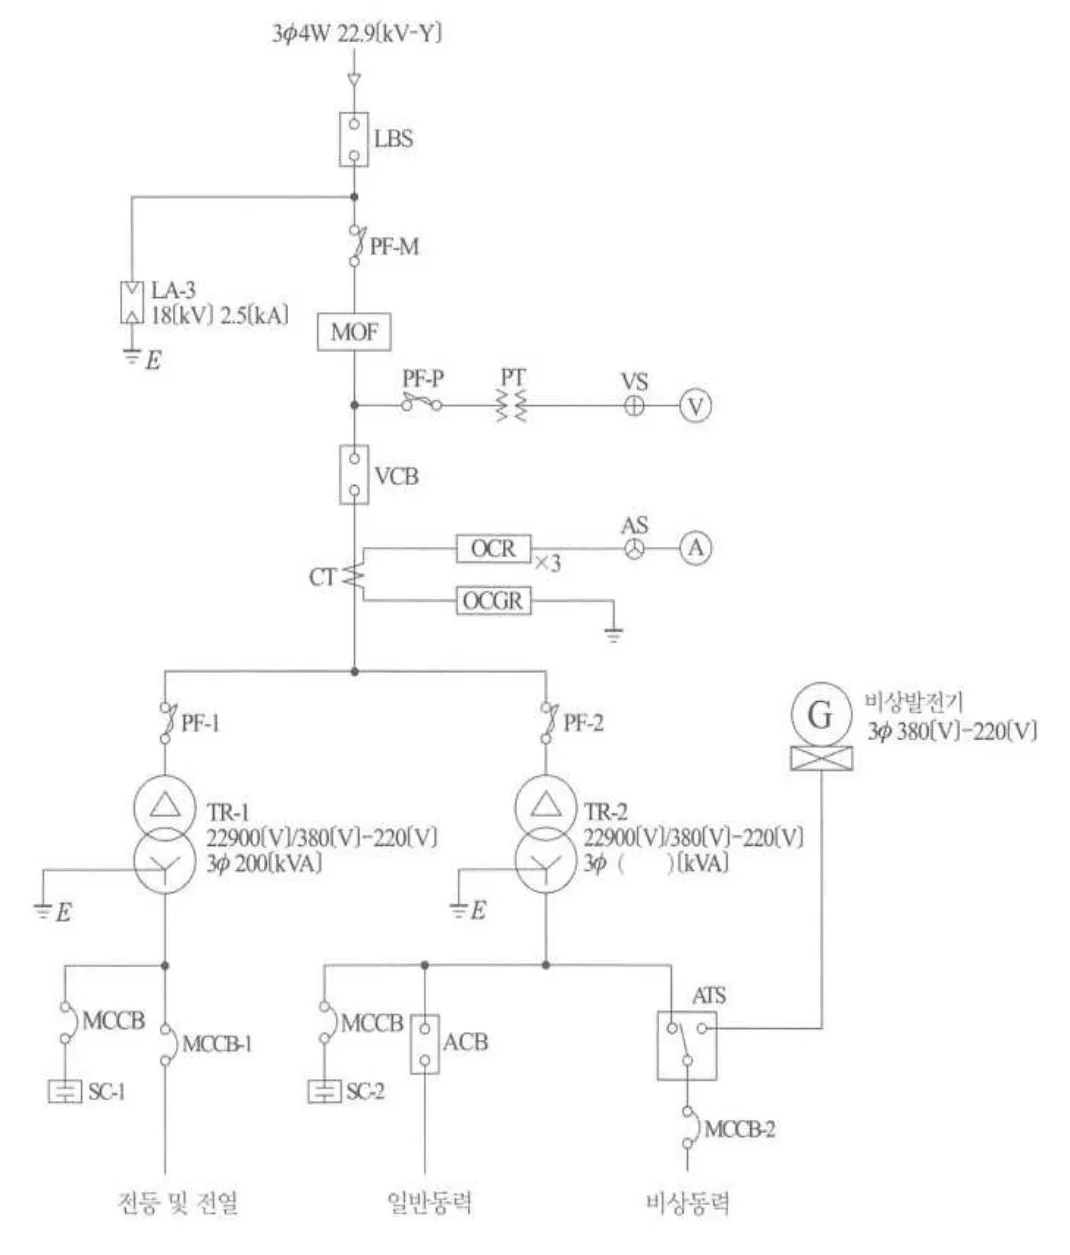 3φ4W 22.9[kV-Y]
LBS
PF-M
LA-3
18[kV] 2.5[kA]
E
MOF
PF-P
PT
VS
V
VCB
AS
OCR
A
×3
CT
OCGR
PF-1
PF-2
G
비상발전기
3φ 380[V]-220[V]
TR-1
22900[V]/380[V]-220[V]
3φ 200[kVA]
E
TR-2
22900[V]/380[V]-220[V]
3φ ( )[kVA]
E
ATS
MCCB
MCCB-1
MCCB
ACB
SC-1
SC-2
MCCB-2
전등 및 전열
일반동력
비상동력